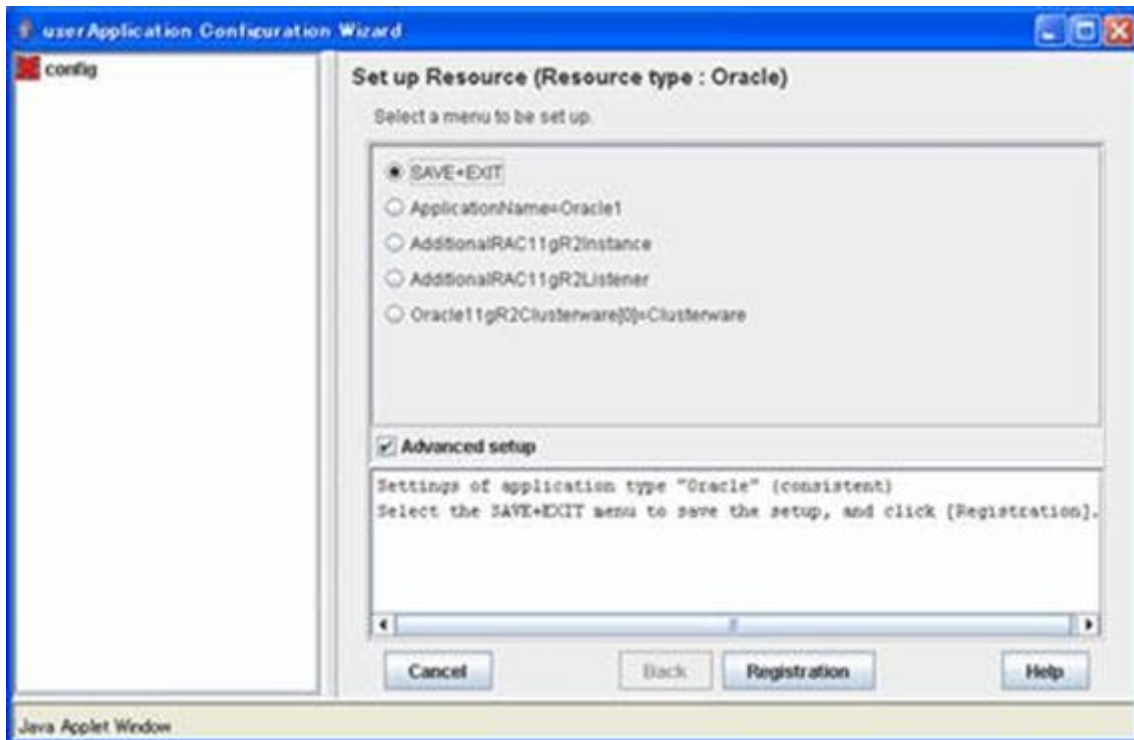 userApplication Configuration Wizard
config
Set up Resource (Resource type : Oracle)
Select a menu to be set up.
SAVE+EXIT
ApplicationName=Oracle1
AdditionalRAC11gR2Instance
AdditionalRAC11gR2Listener
Oracle11gR2Clusterware[0]=Clusterware
Advanced setup
Settings of application type "Oracle" (consistent)
Select the SAVE+EXIT menu to save the setup, and click [Registration].
Cancel
Back
Registration
Help
Java Applet Window